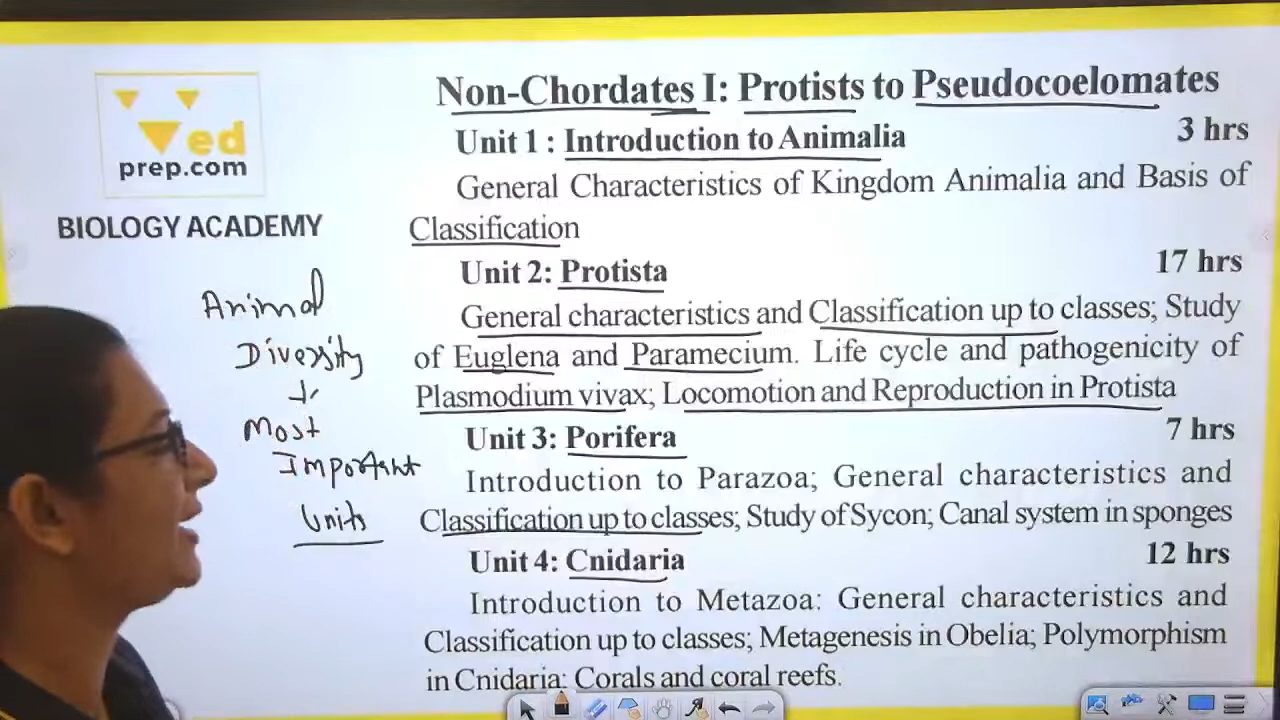 ed
prep.com
BIOLOGY ACADEMY
Animal
Diversity
Most
Important
Units
Non-Chordates I: Protists to Pseudocoelomates
Unit 1 : Introduction to Animalia 3 hrs
General Characteristics of Kingdom Animalia and Basis of
Classification
Unit 2: Protista 17 hrs
General characteristics and Classification up to classes; Study
of Euglena and Paramecium. Life cycle and pathogenicity of
Plasmodium vivax; Locomotion and Reproduction in Protista
Unit 3: Porifera 7 hrs
Introduction to Parazoa; General characteristics and
Classification up to classes; Study of Sycon; Canal system in sponges
Unit 4: Cnidaria 12 hrs
Introduction to Metazoa: General characteristics and
Classification up to classes; Metagenesis in Obelia; Polymorphism
in Cnidaria; Corals and coral reefs.